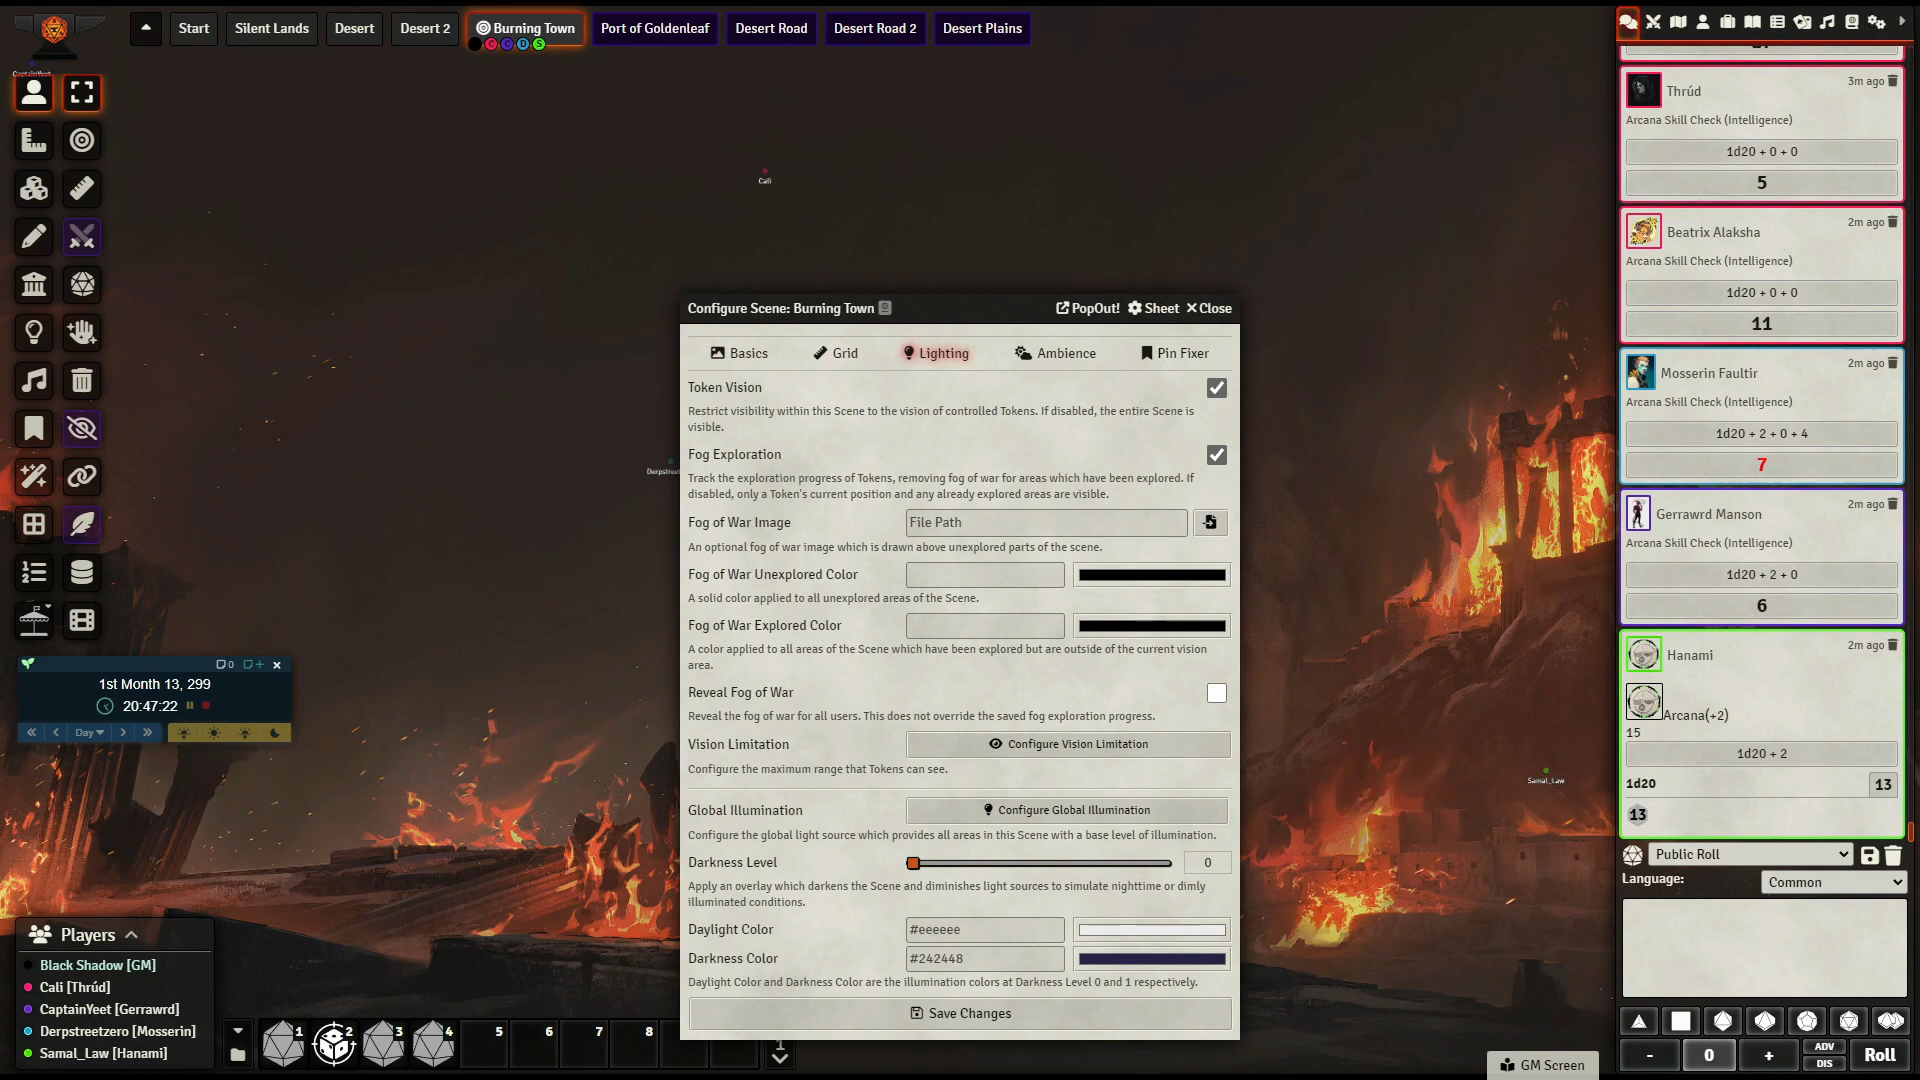 Start
Silent Lands
Desert
Desert 2
Burning Town
Port of Goldenleaf
Desert Road
Desert Road 2
Desert Plains
C
C
D
S
CaptainYeet
Cali
Derpstreet
Samal_Law
1st Month 13, 299
20:47:22
0
Day
Players
Black Shadow [GM]
Cali [Thrúd]
CaptainYeet [Gerrawrd]
Derpstreetzero [Mosserin]
Samal_Law [Hanami]
1
2
3
4
5
6
7
8
1
Configure Scene: Burning Town
PopOut! Sheet Close
Basics
Grid
Lighting
Ambience
Pin Fixer
Token Vision
Restrict visibility within this Scene to the vision of controlled Tokens. If disabled, the entire Scene is
visible.
Fog Exploration
Track the exploration progress of Tokens, removing fog of war for areas which have been explored. If
disabled, only a Token's current position and any already explored areas are visible.
Fog of War Image File Path
An optional fog of war image which is drawn above unexplored parts of the scene.
Fog of War Unexplored Color
A solid color applied to all unexplored areas of the Scene.
Fog of War Explored Color
A color applied to all areas of the Scene which have been explored but are outside of the current vision
area.
Reveal Fog of War
Reveal the fog of war for all users. This does not override the saved fog exploration progress.
Vision Limitation Configure Vision Limitation
Configure the maximum range that Tokens can see.
Global Illumination Configure Global Illumination
Configure the global light source which provides all areas in this Scene with a base level of illumination.
Darkness Level 0
Apply an overlay which darkens the Scene and diminishes light sources to simulate nighttime or dimly
illuminated conditions.
Daylight Color #eeeeee
Darkness Color #242448
Daylight Color and Darkness Color are the illumination colors at Darkness Level 0 and 1 respectively.
Save Changes
GM Screen
Thrúd 3m ago
Arcana Skill Check (Intelligence)
1d20 + 0 + 0
5
Beatrix Alaksha 2m ago
Arcana Skill Check (Intelligence)
1d20 + 0 + 0
11
Mosserin Faultir 2m ago
Arcana Skill Check (Intelligence)
1d20 + 2 + 0 + 4
7
Gerrawrd Manson 2m ago
Arcana Skill Check (Intelligence)
1d20 + 2 + 0
6
Hanami 2m ago
Arcana(+2)
15
1d20 + 2
1d20 13
13
Public Roll
Language: Common
- 0 + ADV DIS Roll